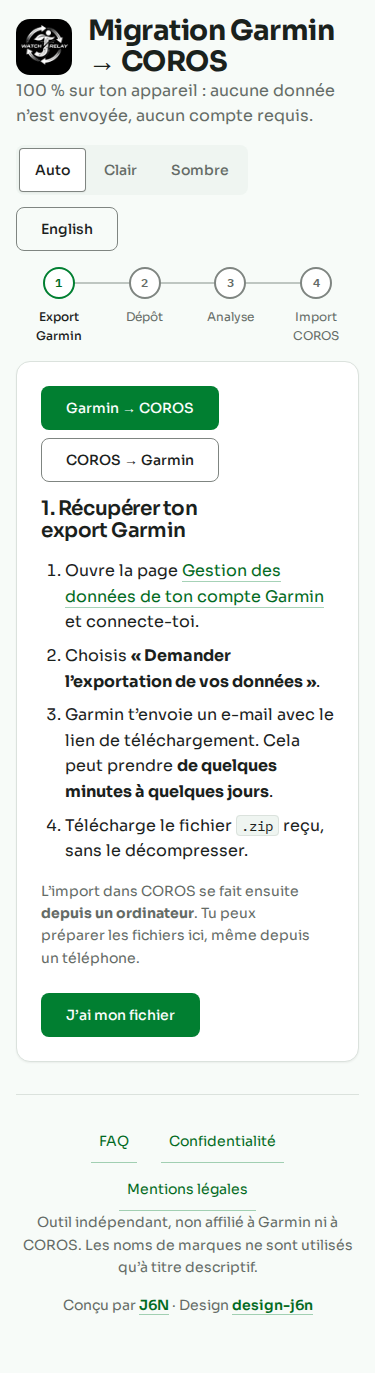 WATCH RELAY
Migration Garmin
→ COROS
100 % sur ton appareil : aucune donnée
n’est envoyée, aucun compte requis.
Auto Clair Sombre
English
1 2 3 4
Export Dépôt Analyse Import
Garmin COROS
Garmin → COROS
COROS → Garmin
1. Récupérer ton
export Garmin
1. Ouvre la page Gestion des
données de ton compte Garmin
et connecte-toi.
2. Choisis « Demander
l’exportation de vos données ».
3. Garmin t’envoie un e-mail avec le
lien de téléchargement. Cela
peut prendre de quelques
minutes à quelques jours.
4. Télécharge le fichier .zip reçu,
sans le décompresser.
L’import dans COROS se fait ensuite
depuis un ordinateur. Tu peux
préparer les fichiers ici, même depuis
un téléphone.
J’ai mon fichier
FAQ Confidentialité
Mentions légales
Outil indépendant, non affilié à Garmin ni à
COROS. Les noms de marques ne sont utilisés
qu’à titre descriptif.
Conçu par J6N · Design design-j6n